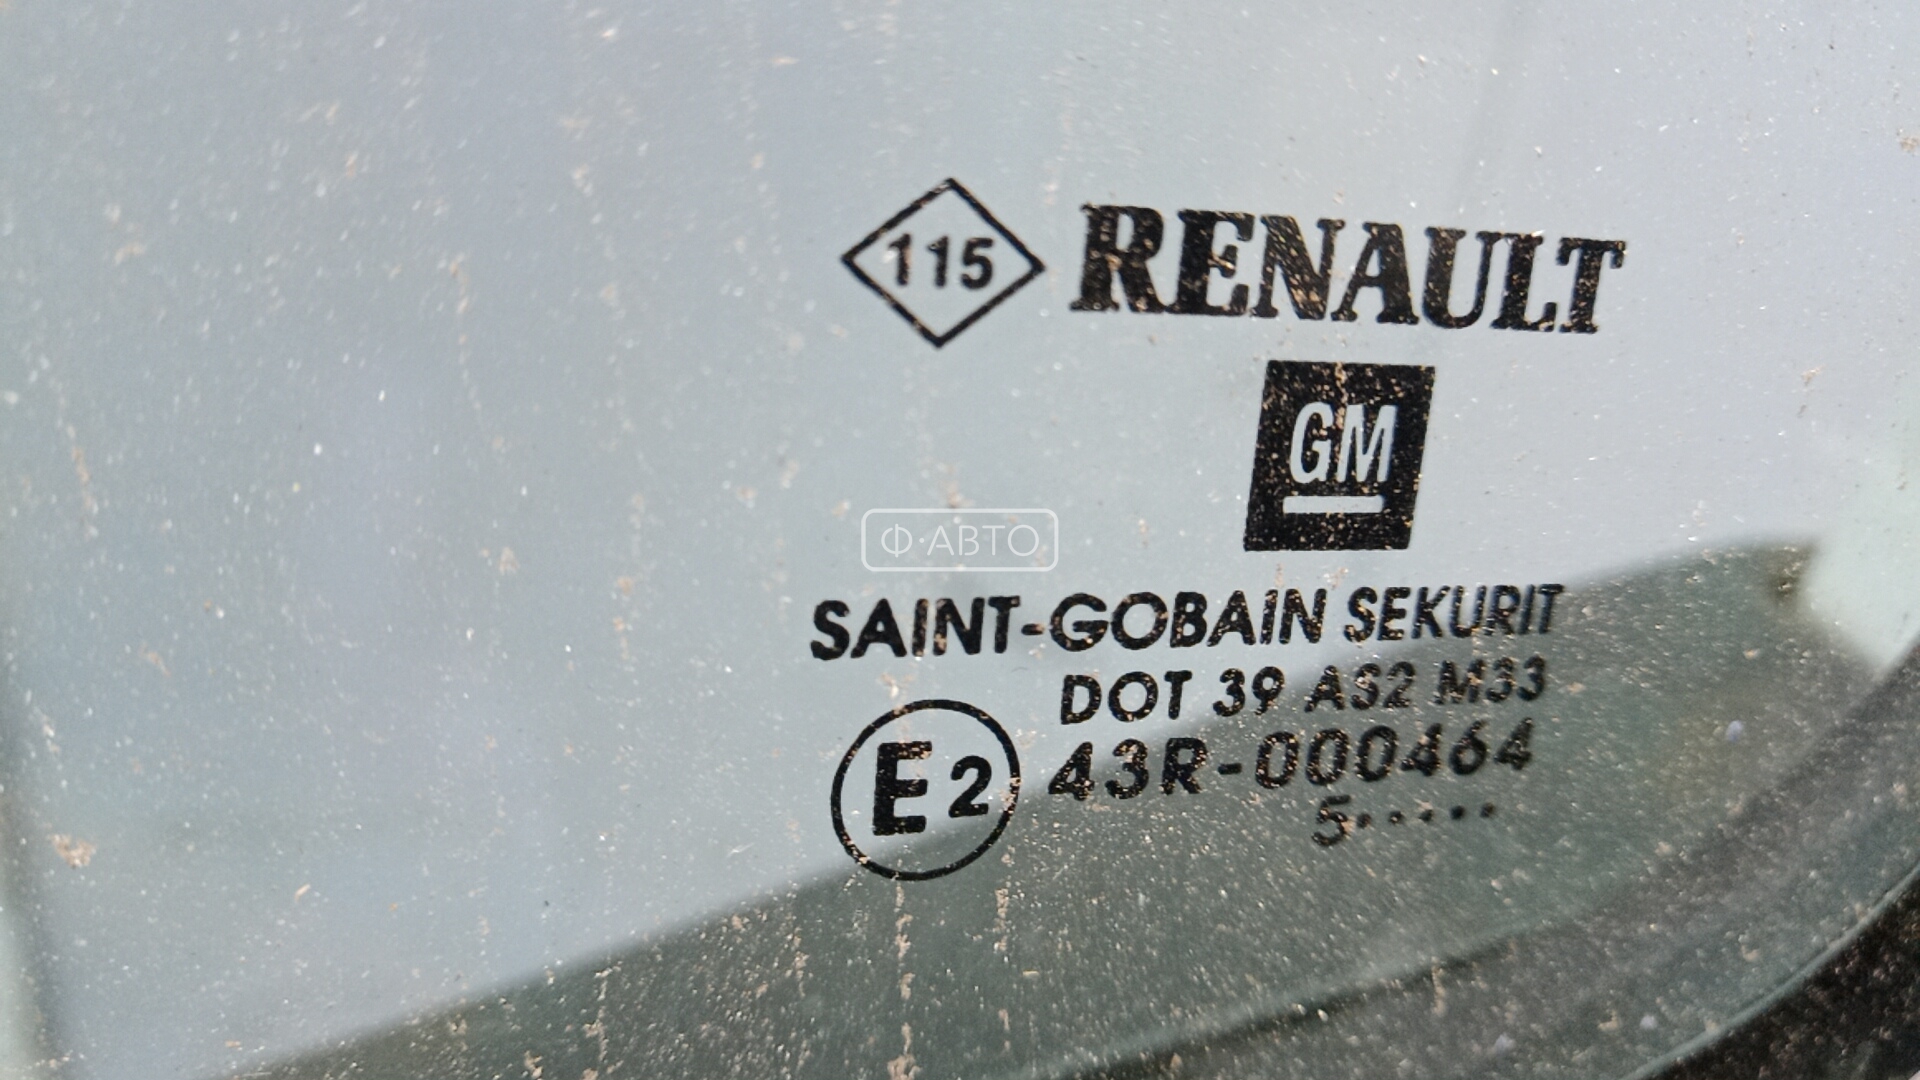 115 RENAULT
GM
Ф·АВТО
SAINT-GOBAIN SEKURIT
DOT 39 AS2 M33
E2 43R-000464
5·····